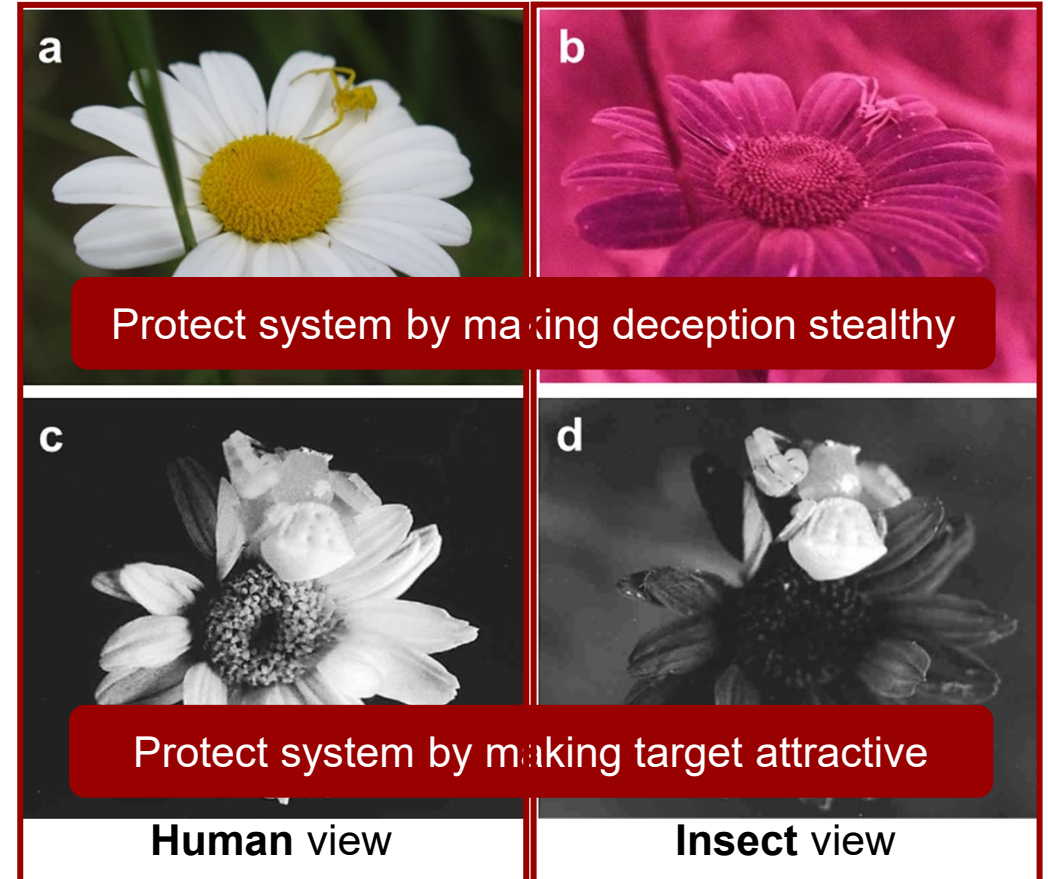 a
b
Protect system by making deception stealthy
c
d
Protect system by making target attractive
Human view
Insect view